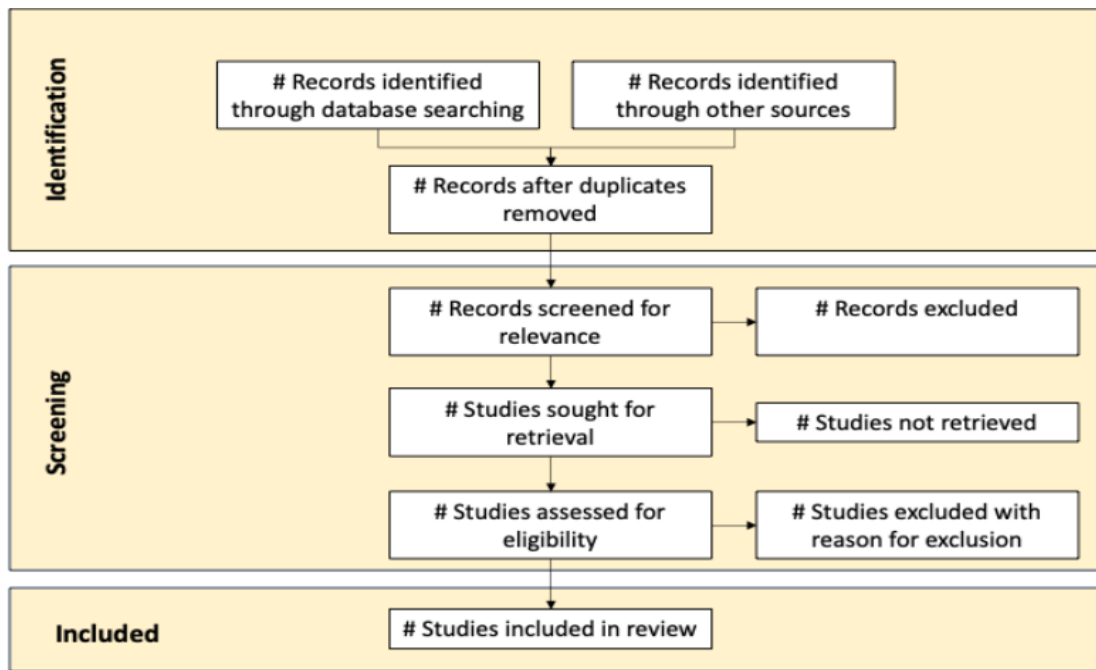 Identification
# Records identified
through database searching
# Records identified
through other sources
# Records after duplicates
removed
Screening
# Records screened for
relevance
# Records excluded
# Studies sought for
retrieval
# Studies not retrieved
# Studies assessed for
eligibility
# Studies excluded with
reason for exclusion
Included
# Studies included in review